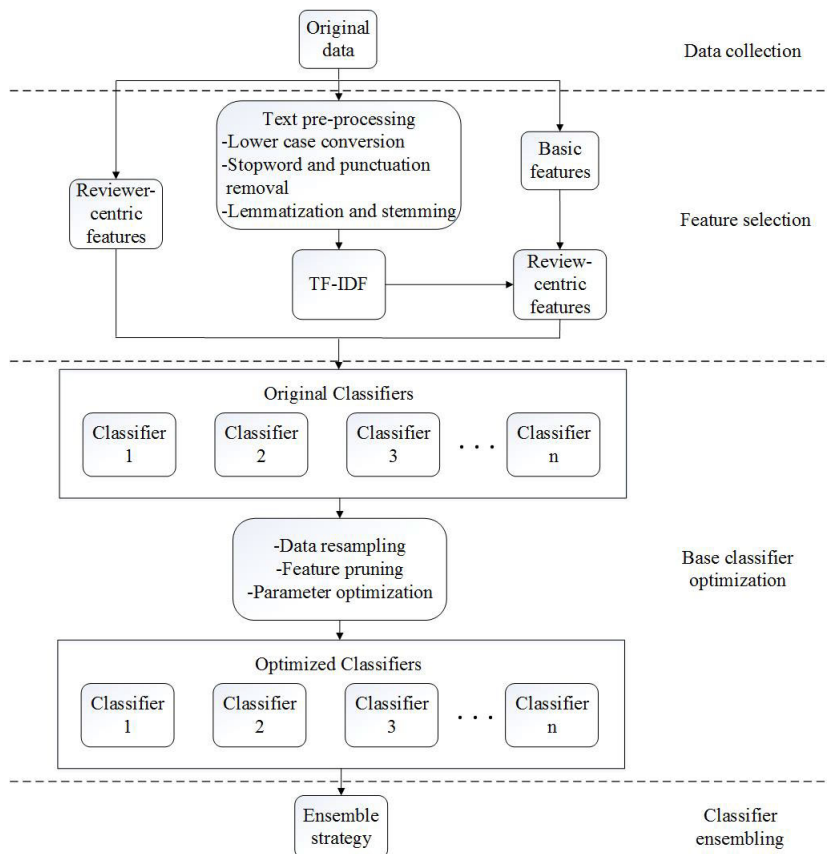 Original
data
Data collection
Text pre-processing
-Lower case conversion
-Stopword and punctuation
removal
-Lemmatization and stemming
Basic
features
Reviewer-
centric
features
Feature selection
TF-IDF
Review-
centric
features
Original Classifiers
Classifier
1
Classifier
2
Classifier
3
. . .
Classifier
n
-Data resampling
-Feature pruning
-Parameter optimization
Base classifier
optimization
Optimized Classifiers
Classifier
1
Classifier
2
Classifier
3
. . .
Classifier
n
Ensemble
strategy
Classifier
ensembling